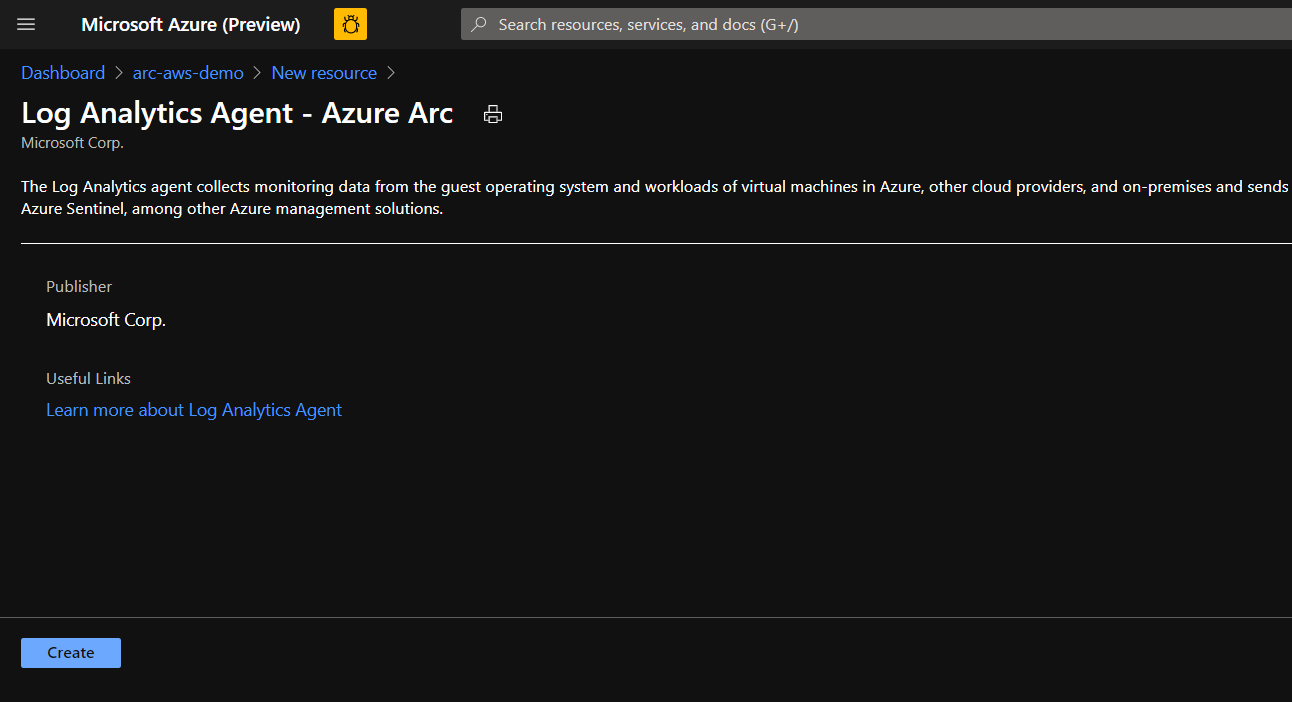 Microsoft Azure (Preview)
Search resources, services, and docs (G+/)
Dashboard > arc-aws-demo > New resource >
Log Analytics Agent - Azure Arc
Microsoft Corp.
The Log Analytics agent collects monitoring data from the guest operating system and workloads of virtual machines in Azure, other cloud providers, and on-premises and sends
Azure Sentinel, among other Azure management solutions.
Publisher
Microsoft Corp.
Useful Links
Learn more about Log Analytics Agent
Create